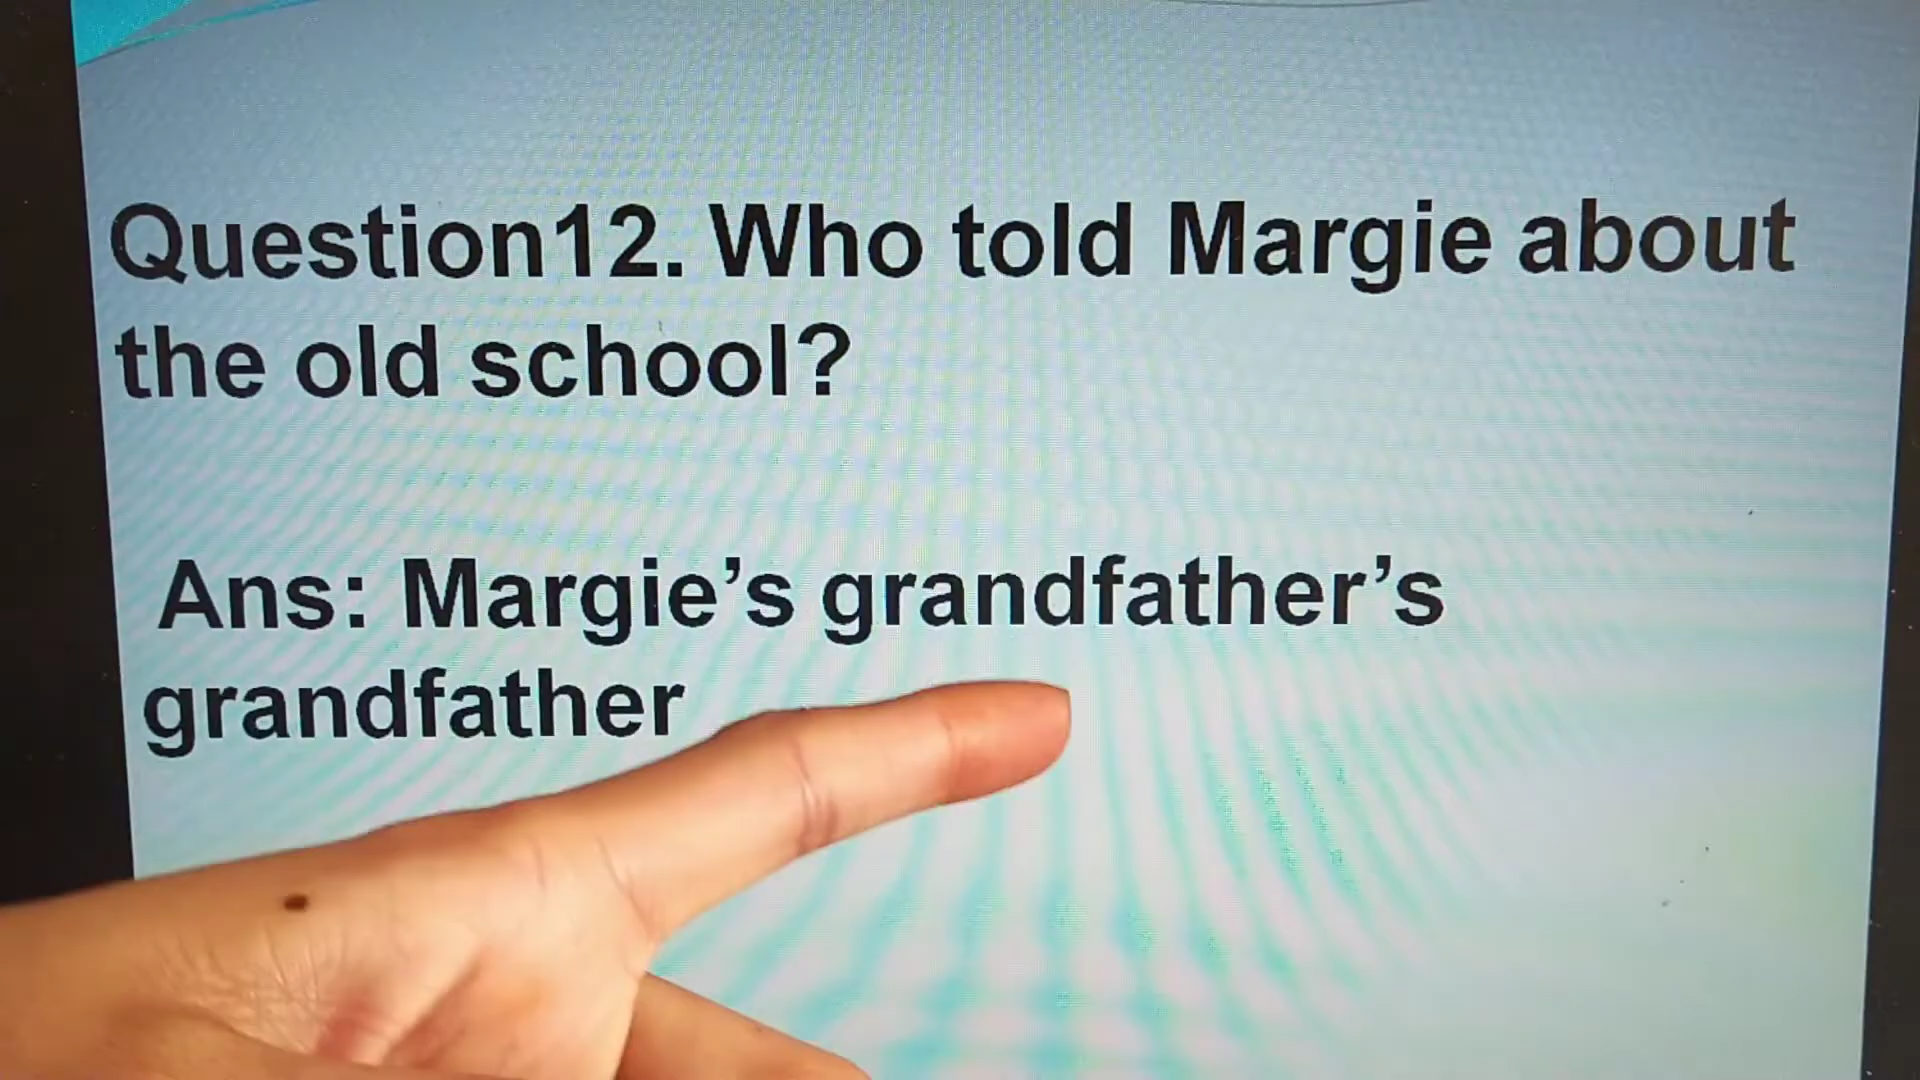 Question12. Who told Margie about
the old school?
Ans: Margie’s grandfather’s
grandfather